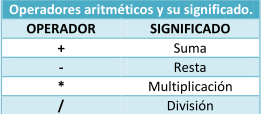 Operadores aritméticos y su significado.
OPERADOR SIGNIFICADO
+ Suma
- Resta
* Multiplicación
/ División